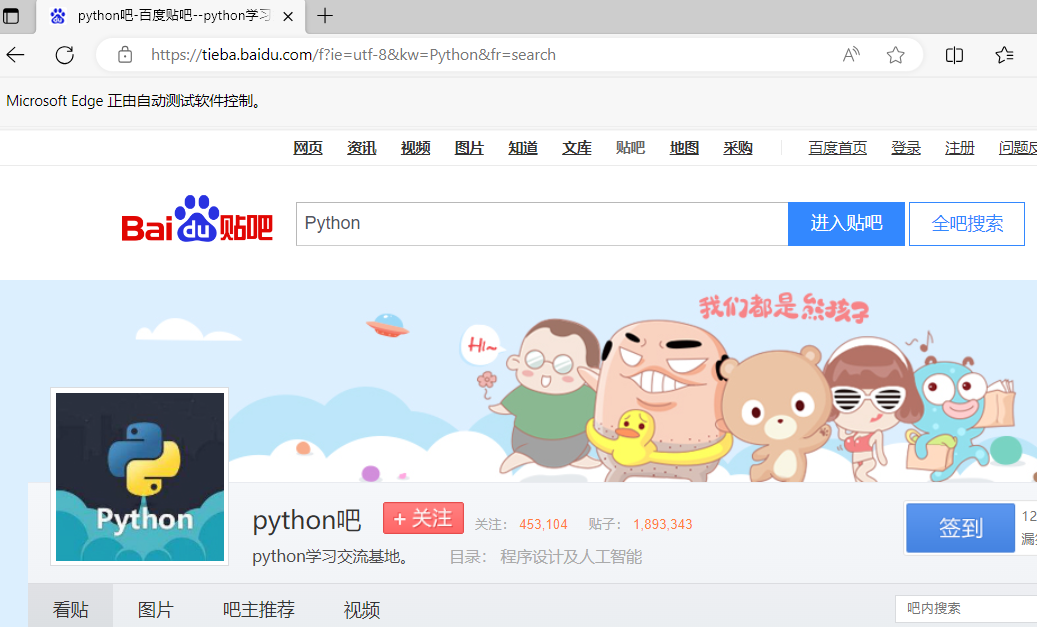 python吧-百度贴吧--python学习
https://tieba.baidu.com/f?ie=utf-8&kw=Python&fr=search
Microsoft Edge 正由自动测试软件控制。
网页 资讯 视频 图片 知道 文库 贴吧 地图 采购 百度首页 登录 注册 问题反
Bai du 贴吧 Python 进入贴吧 全吧搜索
我们都是熊孩子
Hi~
Python
python吧 + 关注 关注： 453,104 贴子： 1,893,343
签到 12
漏
python学习交流基地。 目录： 程序设计及人工智能
看贴 图片 吧主推荐 视频 吧内搜索